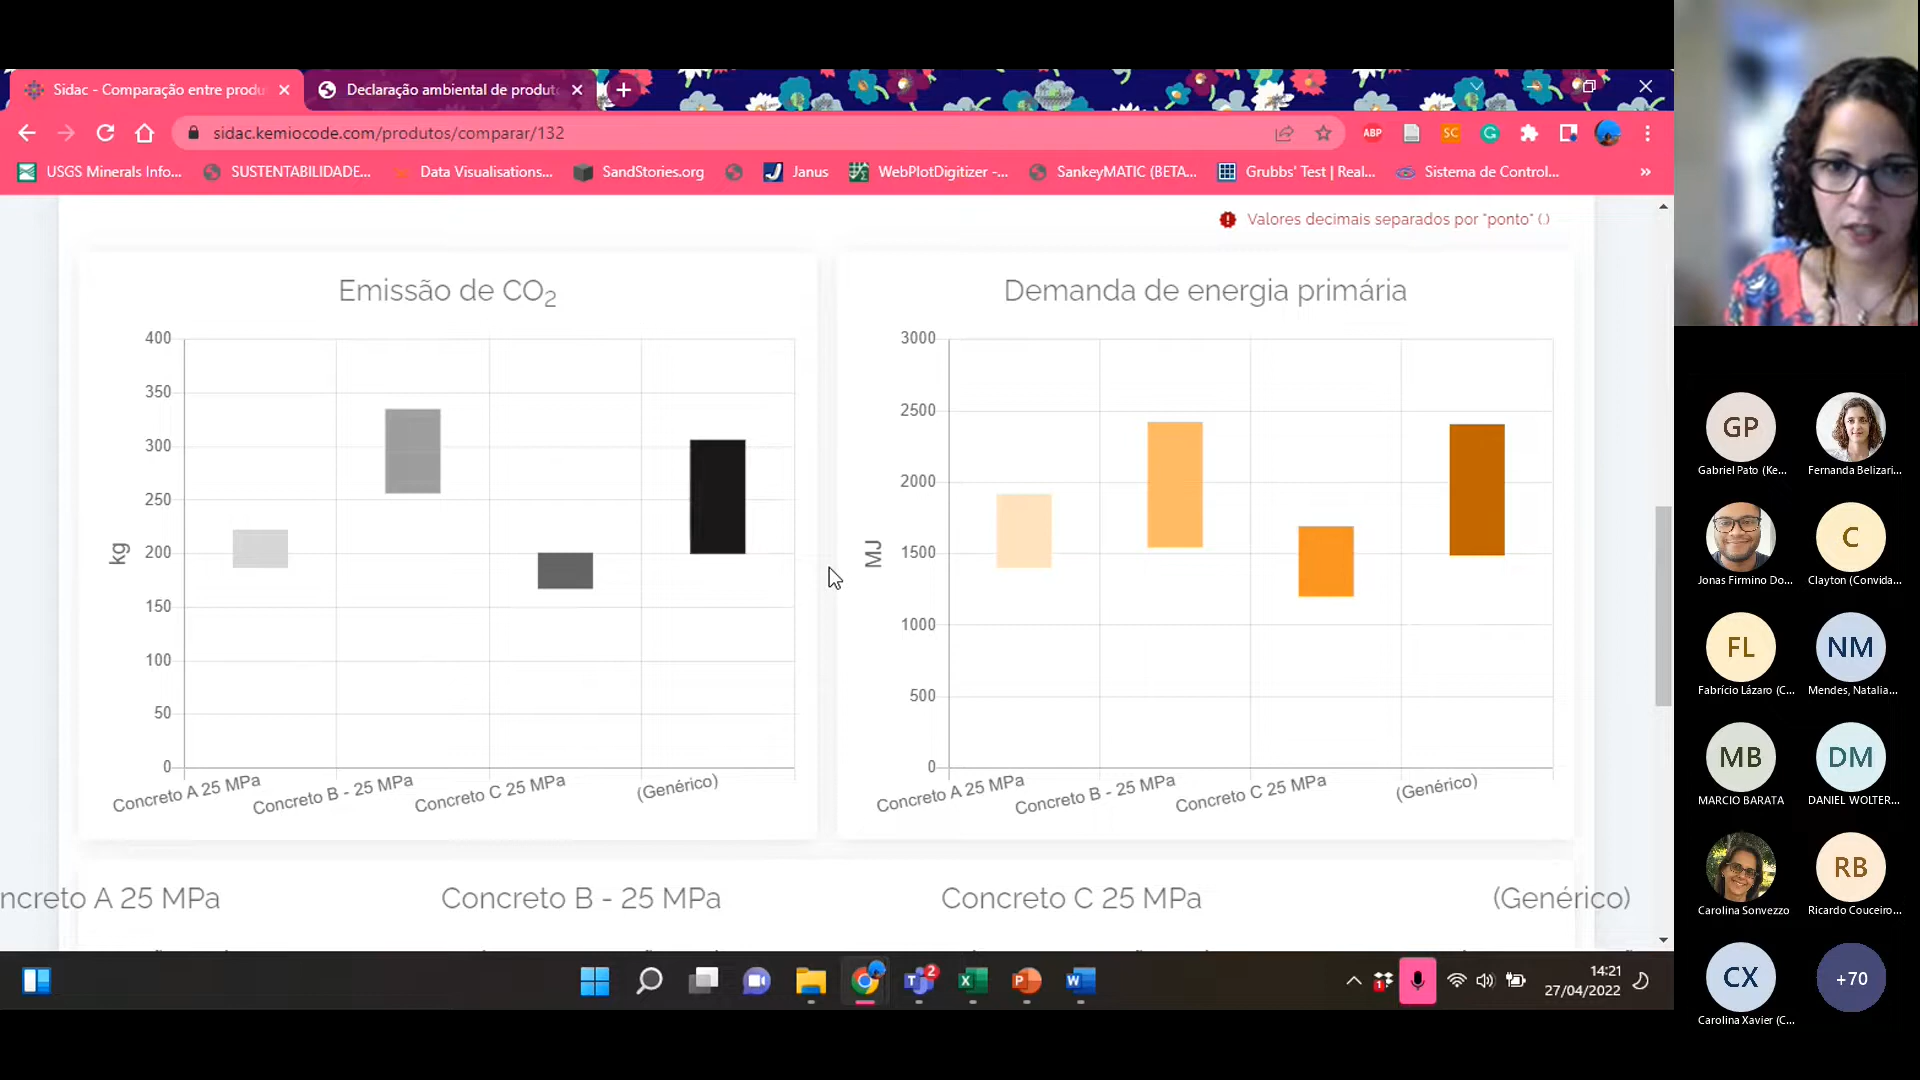 Sidac - Comparação entre produ
Declaração ambiental de produt
sidac.kemiocode.com/produtos/comparar/132
ABP
SC
USGS Minerals Info...
SUSTENTABILIDADE...
Data Visualisations...
SandStories.org
Janus
WebPlotDigitizer -...
SankeyMATIC (BETA...
Grubbs' Test | Real...
Sistema de Control...
»
Valores decimais separados por "ponto" (.)
Emissão de CO2
400
350
300
250
200
150
100
50
0
kg
Concreto A 25 MPa
Concreto B - 25 MPa
Concreto C 25 MPa
(Genérico)
Demanda de energia primária
3000
2500
2000
1500
1000
500
0
MJ
Concreto A 25 MPa
Concreto B - 25 MPa
Concreto C 25 MPa
(Genérico)
ncreto A 25 MPa
Concreto B - 25 MPa
Concreto C 25 MPa
(Genérico)
2
1
14:21
27/04/2022
GP
Gabriel Pato (Ke...
Fernanda Belizari...
Jonas Firmino Do...
C
Clayton (Convida...
FL
Fabrício Lázaro (C...
NM
Mendes, Natalia...
MB
MARCIO BARATA
DM
DANIEL WOLTER...
Carolina Sonvezzo
RB
Ricardo Couceiro...
CX
Carolina Xavier (C...
+70